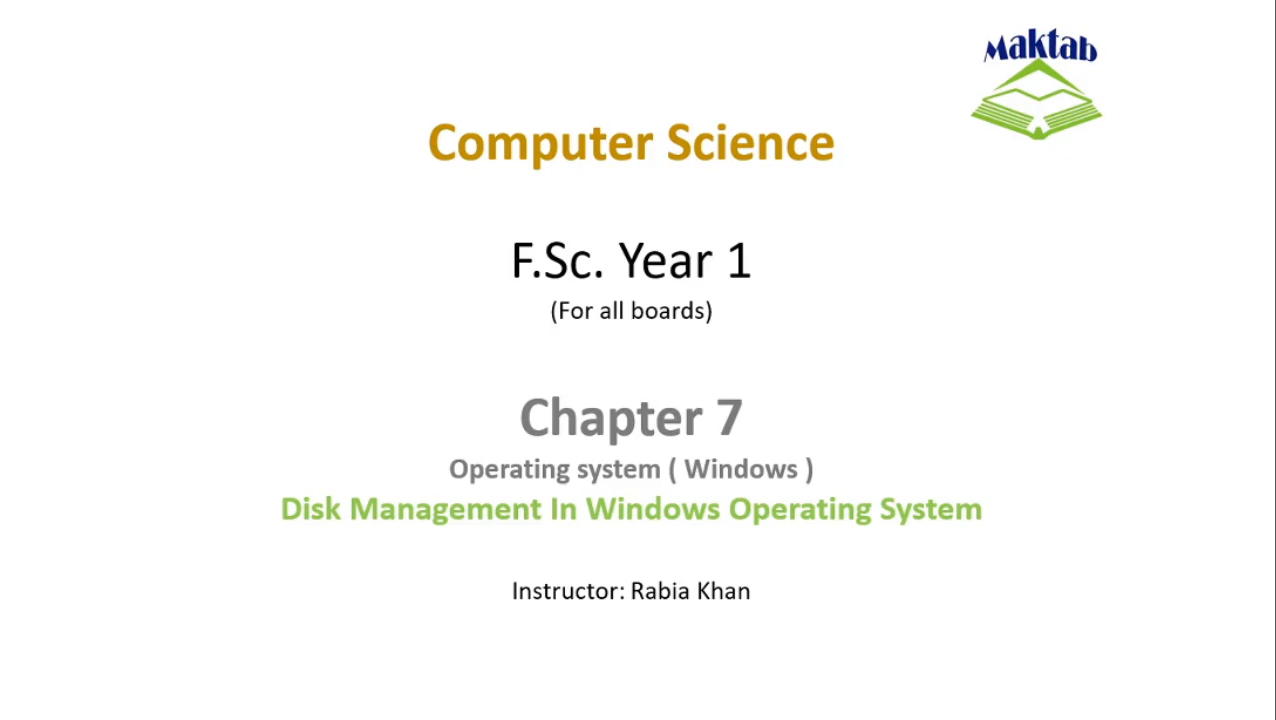 Maktab
Computer Science
F.Sc. Year 1
(For all boards)
Chapter 7
Operating system ( Windows )
Disk Management In Windows Operating System
Instructor: Rabia Khan